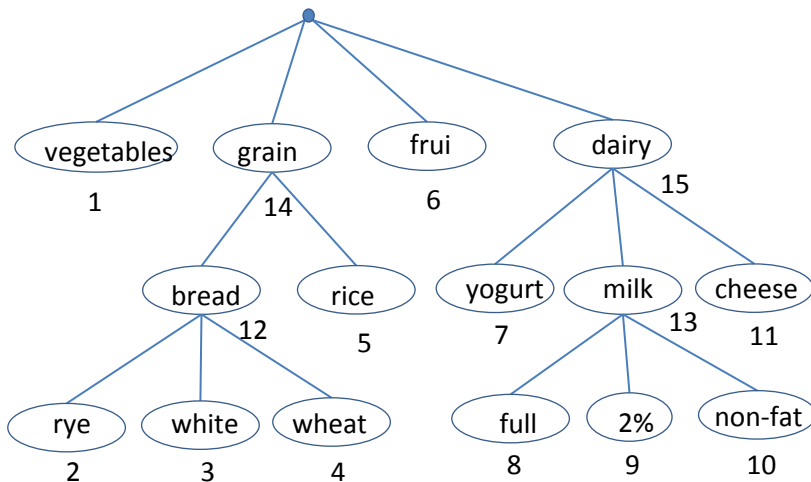 vegetables grain frui dairy
1 14 6 15
bread rice yogurt milk cheese
12 5 7 13 11
rye white wheat full 2% non-fat
2 3 4 8 9 10